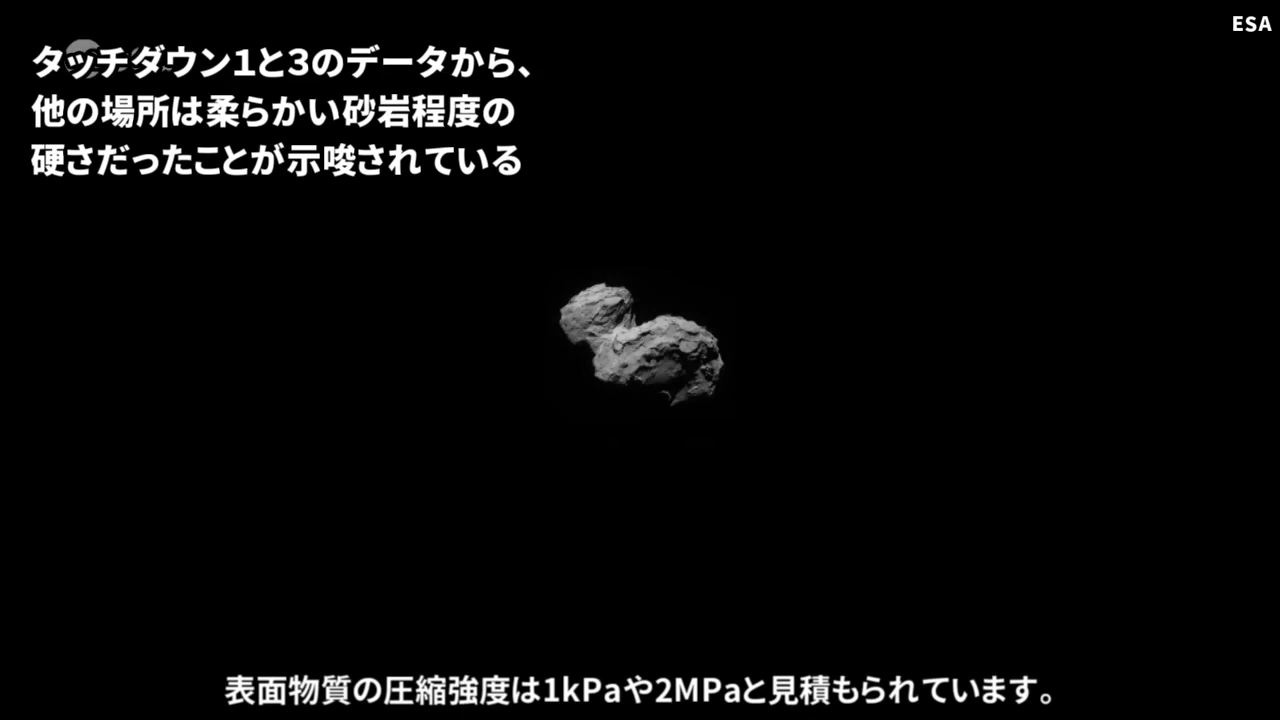 ESA
タッチダウン1と3のデータから、
他の場所は柔らかい砂岩程度の
硬さだったことが示唆されている
表面物質の圧縮強度は1kPaや2MPaと見積もられています。